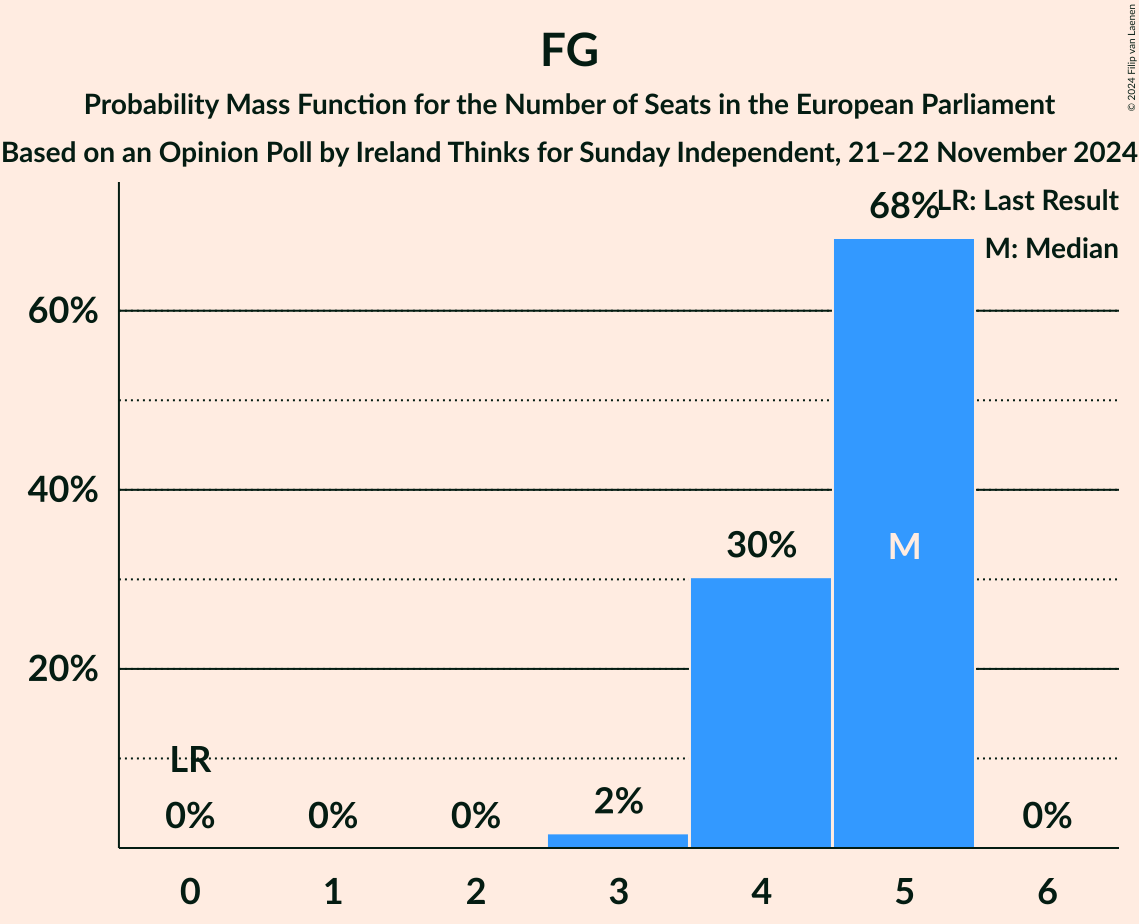 FG
Probability Mass Function for the Number of Seats in the European Parliament
Based on an Opinion Poll by Ireland Thinks for Sunday Independent, 21–22 November 2024
© 2024 Filip van Laenen
LR: Last Result
M: Median
68%
60%
40%
30%
M
20%
LR
0%
0%
0%
2%
0%
0
1
2
3
4
5
6